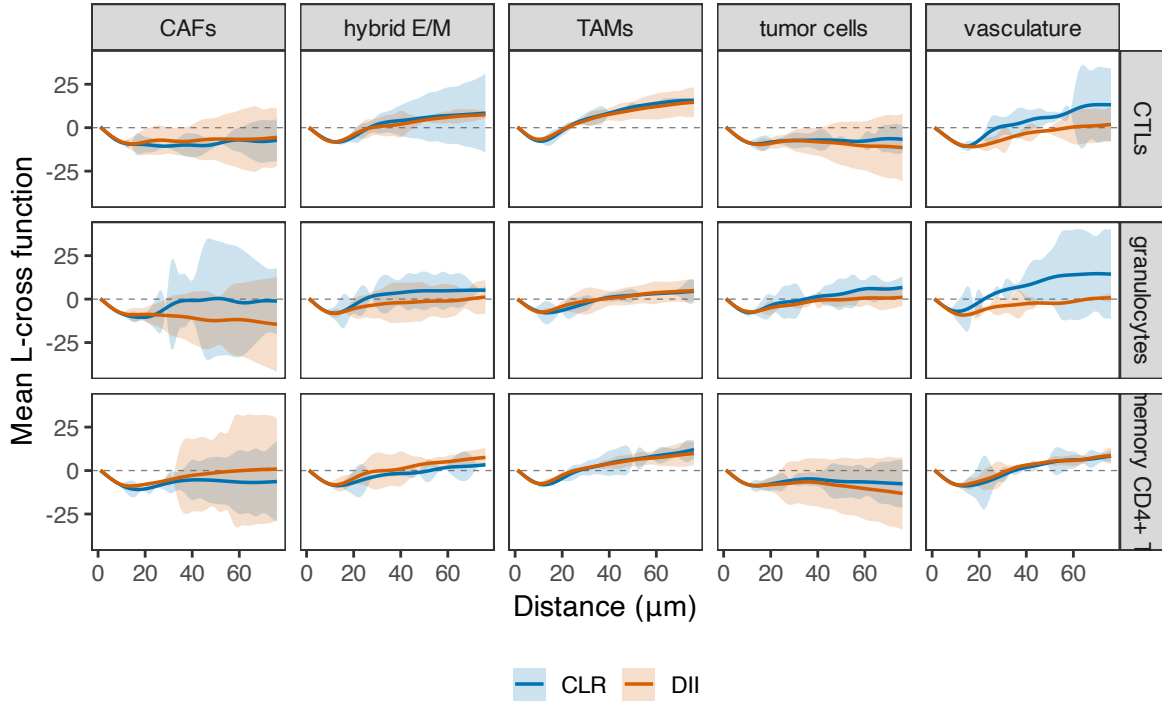 CAFs hybrid E/M TAMs tumor cells vasculature
Mean L-cross function
25
0
-25
CTLs
25
0
-25
granulocytes
25
0
-25
memory CD4+
0 20 40 60 0 20 40 60 0 20 40 60 0 20 40 60 0 20 40 60
Distance (μm)
CLR DII